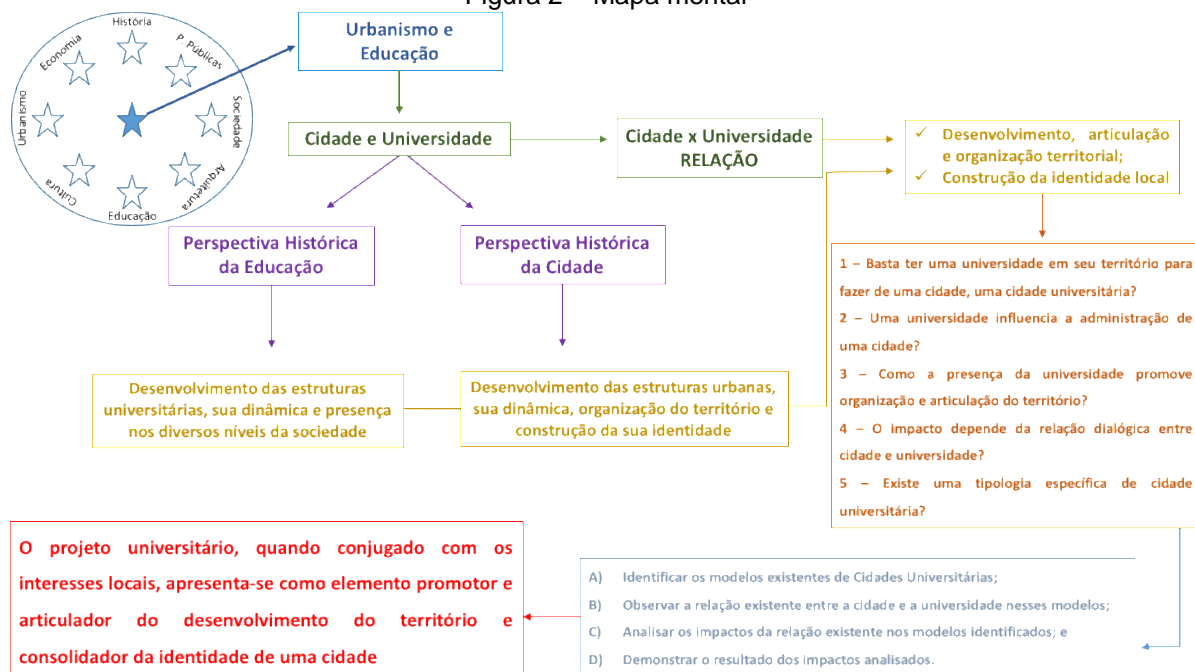 Figura 2 – Mapa mental
História
P. Públicas
Sociedade
Arquitetura
Educação
Cultura
Urbanismo
Economia
Urbanismo e
Educação
Cidade e Universidade
Cidade x Universidade
RELAÇÃO
✓ Desenvolvimento, articulação
e organização territorial;
✓ Construção da identidade local
Perspectiva Histórica
da Educação
Perspectiva Histórica
da Cidade
Desenvolvimento das estruturas
universitárias, sua dinâmica e presença
nos diversos níveis da sociedade
Desenvolvimento das estruturas urbanas,
sua dinâmica, organização do território e
construção da sua identidade
1 – Basta ter uma universidade em seu território para
fazer de uma cidade, uma cidade universitária?
2 – Uma universidade influencia a administração de
uma cidade?
3 – Como a presença da universidade promove
organização e articulação do território?
4 – O impacto depende da relação dialógica entre
cidade e universidade?
5 – Existe uma tipologia específica de cidade
universitária?
A) Identificar os modelos existentes de Cidades Universitárias;
B) Observar a relação existente entre a cidade e a universidade nesses modelos;
C) Analisar os impactos da relação existente nos modelos identificados; e
D) Demonstrar o resultado dos impactos analisados.
O projeto universitário, quando conjugado com os
interesses locais, apresenta-se como elemento promotor e
articulador do desenvolvimento do território e
consolidador da identidade de uma cidade